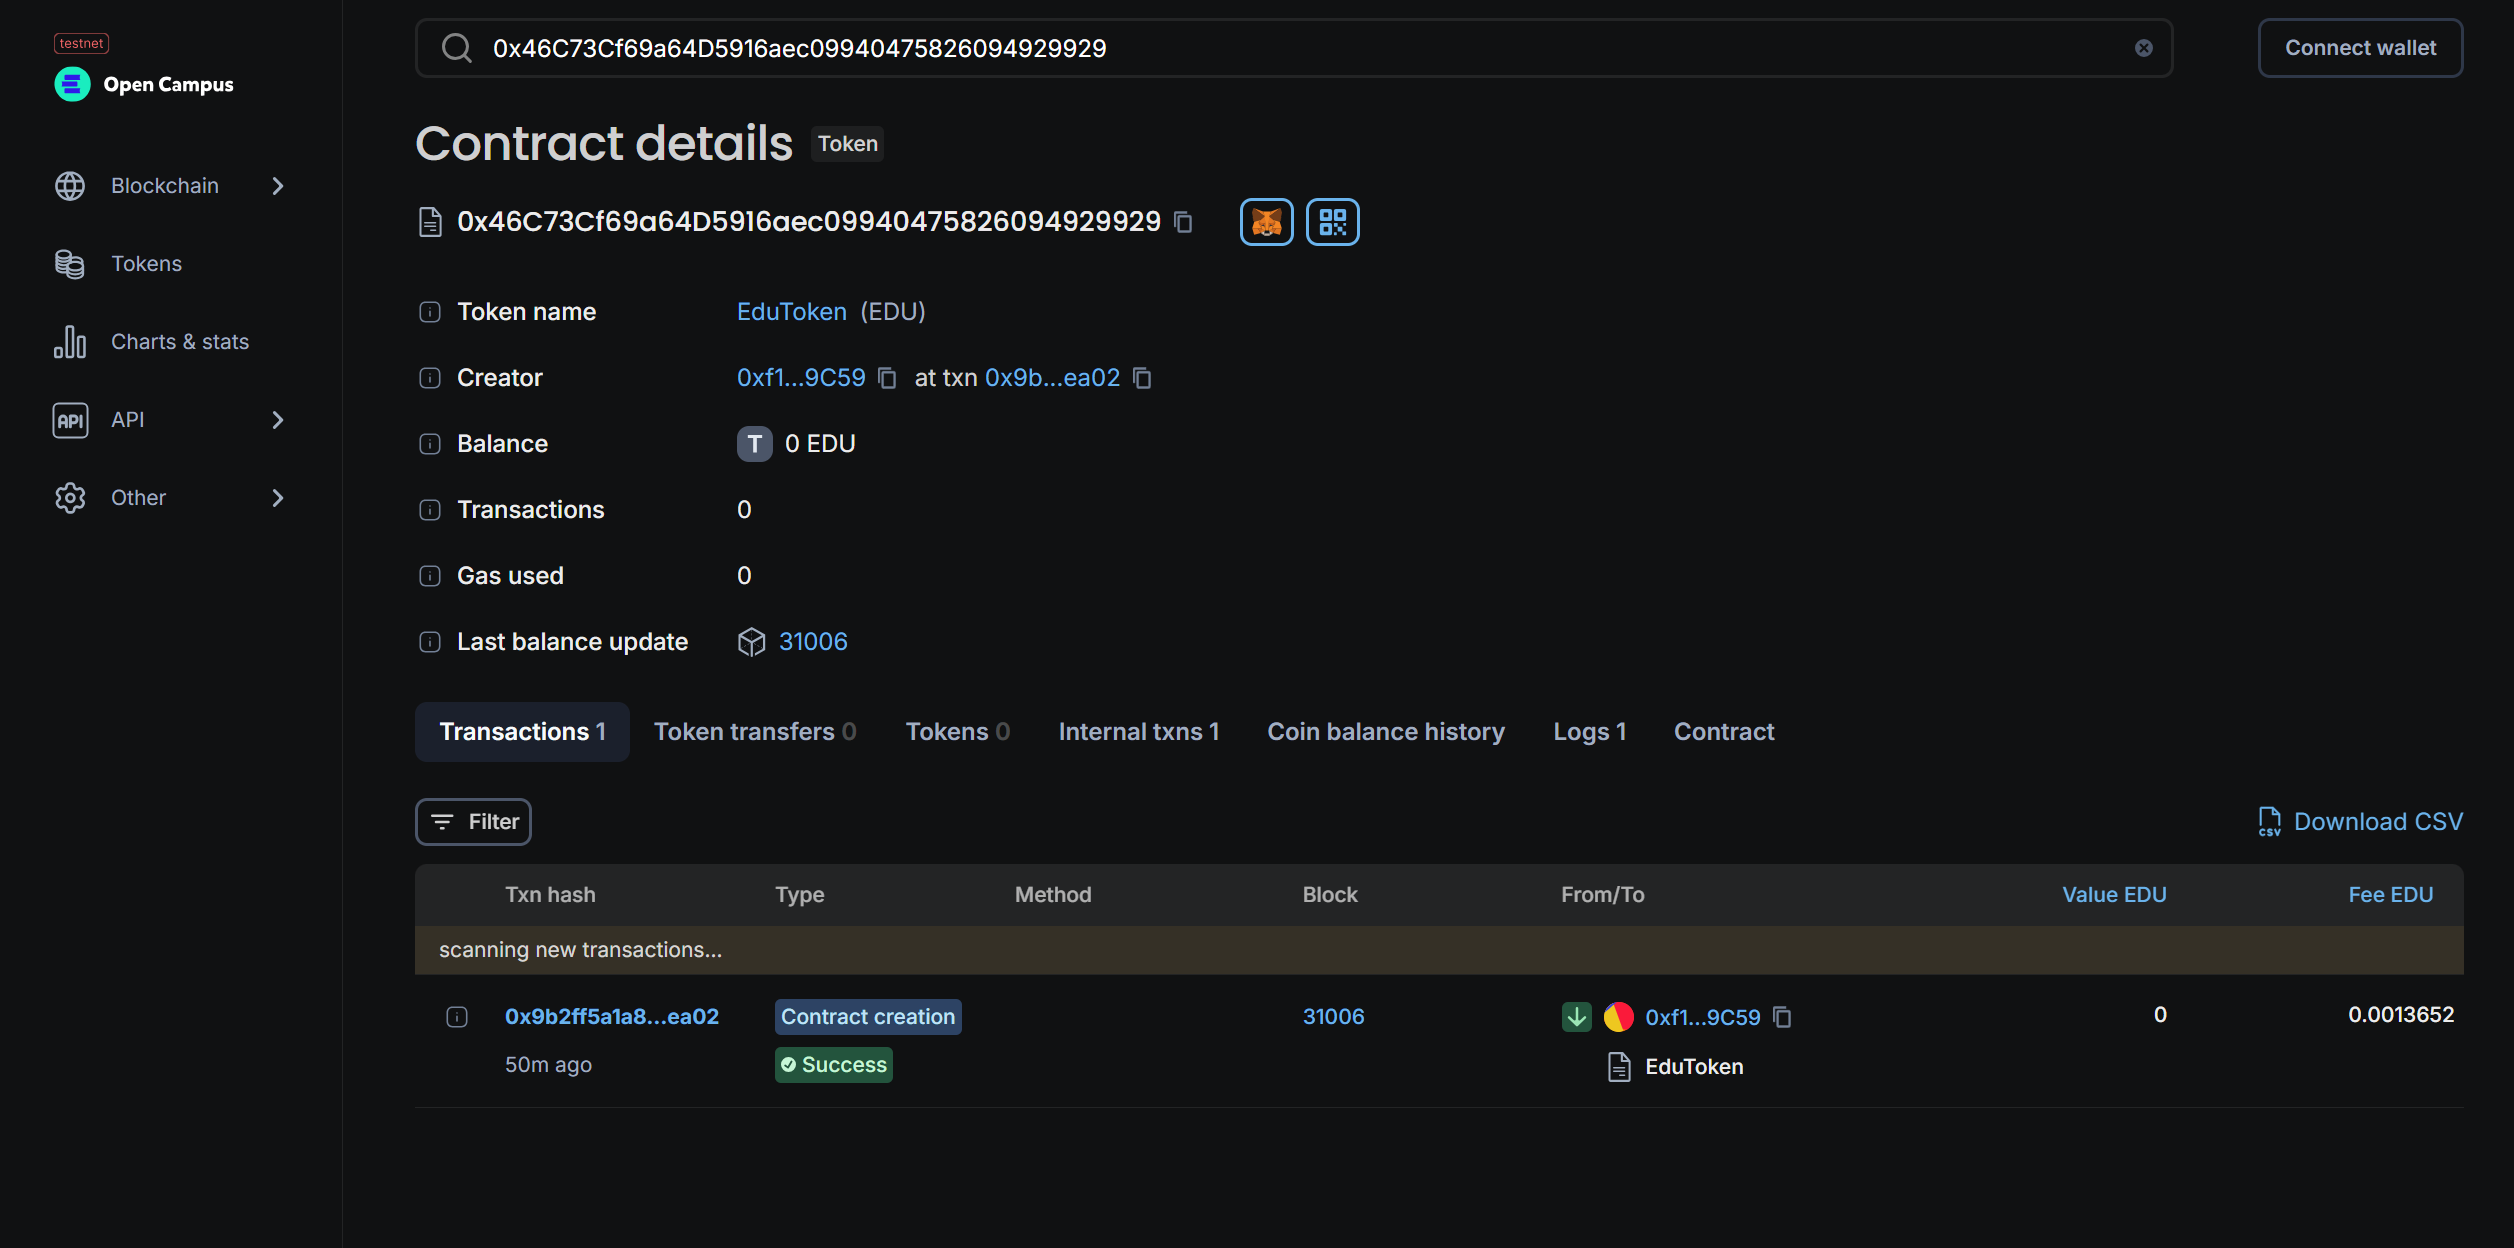 testnet
Open Campus
Blockchain
Tokens
Charts & stats
API API
Other
0x46C73Cf69a64D5916aec09940475826094929929
Connect wallet
Contract details Token
0x46C73Cf69a64D5916aec09940475826094929929
Token name EduToken (EDU)
Creator 0xf1...9C59 at txn 0x9b...ea02
Balance T 0 EDU
Transactions 0
Gas used 0
Last balance update 31006
Transactions 1 Token transfers 0 Tokens 0 Internal txns 1 Coin balance history Logs 1 Contract
Filter
CSV Download CSV
Txn hash Type Method Block From/To Value EDU Fee EDU
scanning new transactions...
0x9b2ff5a1a8...ea02 Contract creation 31006 0xf1...9C59 0 0.0013652
50m ago Success EduToken